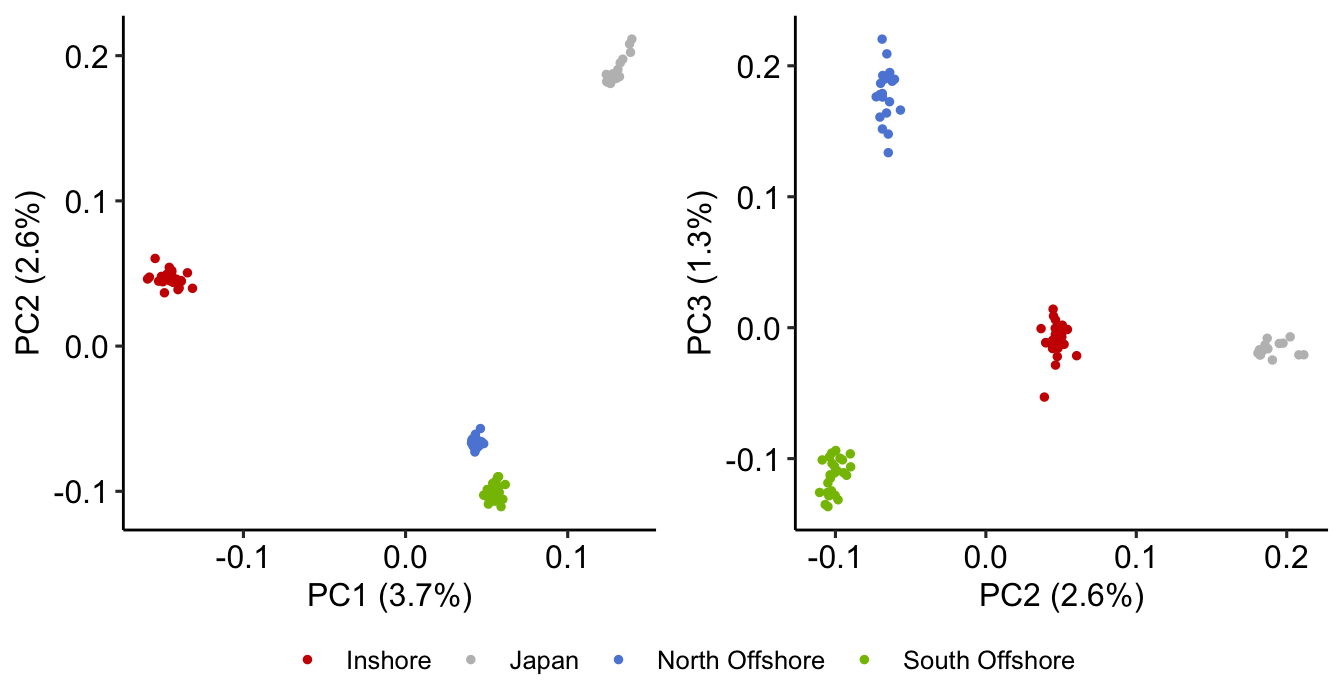 0.2
0.1
0.0
-0.1
PC2 (2.6%)
-0.1
0.0
0.1
PC1 (3.7%)
0.2
0.1
0.0
-0.1
PC3 (1.3%)
-0.1
0.0
0.1
0.2
PC2 (2.6%)
Inshore
Japan
North Offshore
South Offshore